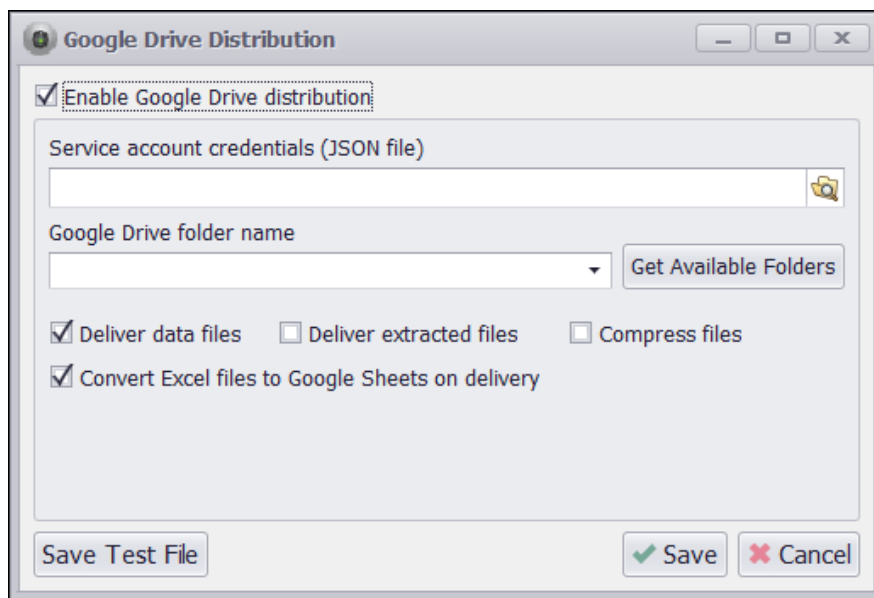 Google Drive Distribution
Enable Google Drive distribution
Service account credentials (JSON file)
Google Drive folder name
Get Available Folders
Deliver data files Deliver extracted files Compress files
Convert Excel files to Google Sheets on delivery
Save Test File Save Cancel